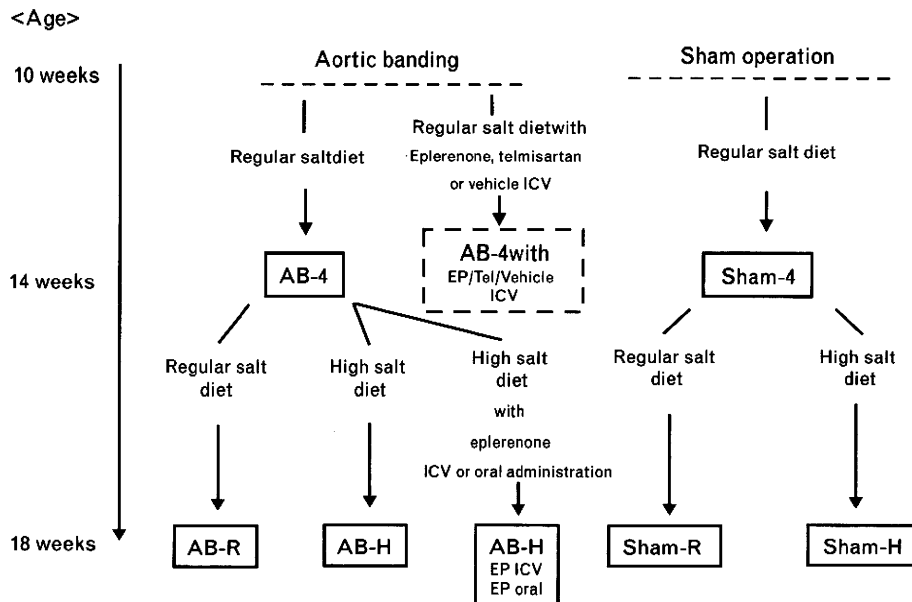 <Age>
10 weeks
Aortic banding
Sham operation
Regular saltdiet
Regular salt dietwith
Eplerenone, telmisartan
or vehicle ICV
Regular salt diet
14 weeks
AB-4
AB-4with
EP/Tel/Vehicle
ICV
Sham-4
Regular salt
diet
High salt
diet
High salt
diet
with
eplerenone
ICV or oral administration
Regular salt
diet
High salt
diet
18 weeks
AB-R
AB-H
AB-H
EP ICV
EP oral
Sham-R
Sham-H